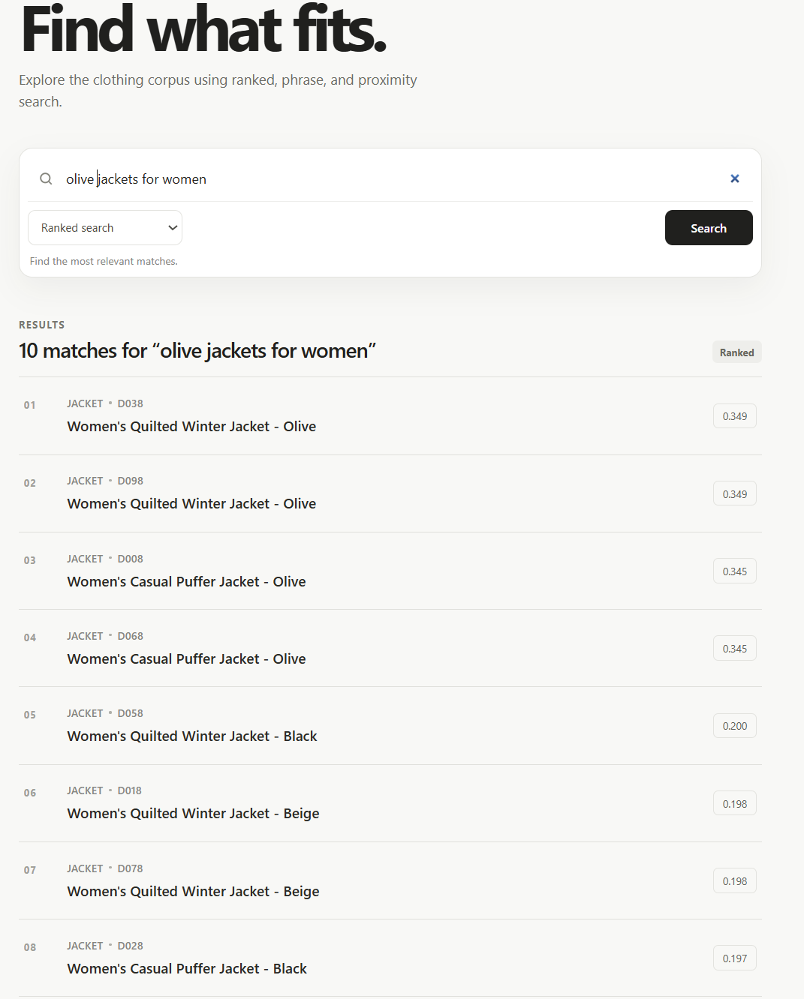 Find what fits.
Explore the clothing corpus using ranked, phrase, and proximity
search.
olive jackets for women
Ranked search
Search
Find the most relevant matches.
RESULTS
10 matches for “olive jackets for women”
Ranked
01
JACKET • D038
Women's Quilted Winter Jacket - Olive
0.349
02
JACKET • D098
Women's Quilted Winter Jacket - Olive
0.349
03
JACKET • D008
Women's Casual Puffer Jacket - Olive
0.345
04
JACKET • D068
Women's Casual Puffer Jacket - Olive
0.345
05
JACKET • D058
Women's Quilted Winter Jacket - Black
0.200
06
JACKET • D018
Women's Quilted Winter Jacket - Beige
0.198
07
JACKET • D078
Women's Quilted Winter Jacket - Beige
0.198
08
JACKET • D028
Women's Casual Puffer Jacket - Black
0.197